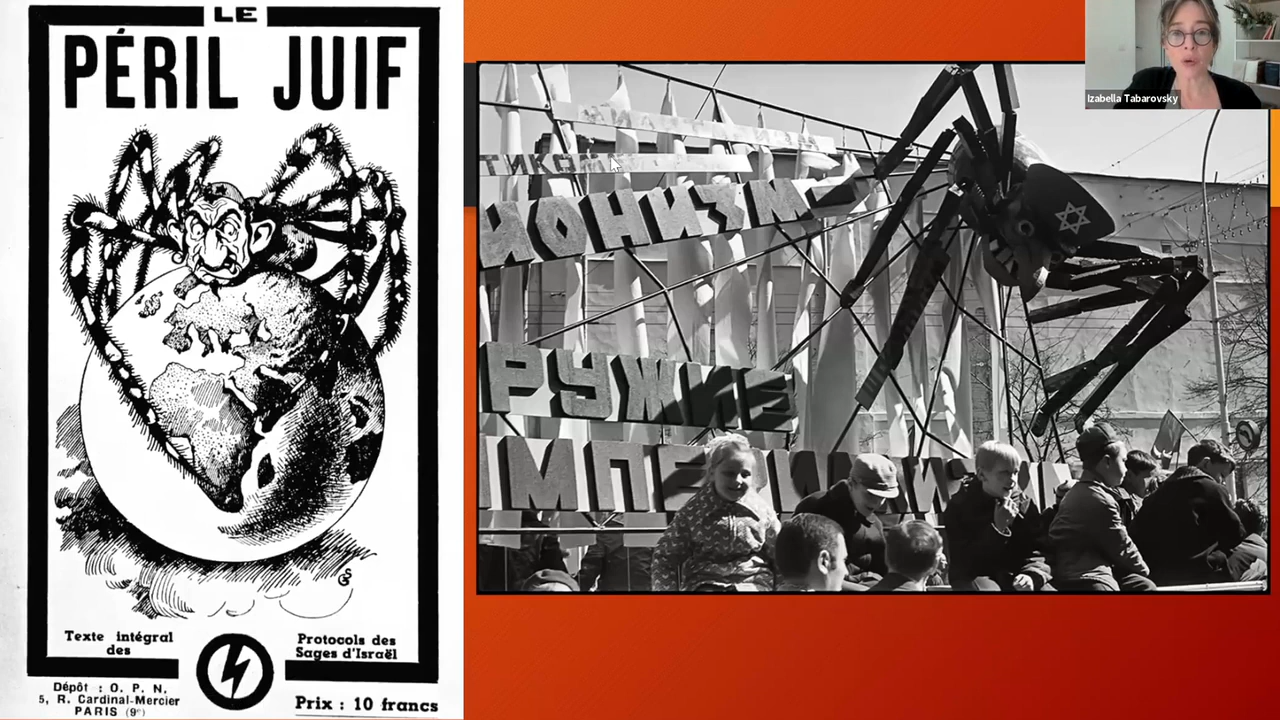 LE
PÉRIL JUIF
Texte intégral
des
Protocols des
Sages d'Israël
Dépôt : O. P. N.
5, R. Cardinal-Mercier
PARIS (9e)
Prix : 10 francs
ИОНИЗМ–
РУЖИЕ
ИМПЕ
Izabella Tabarovsky